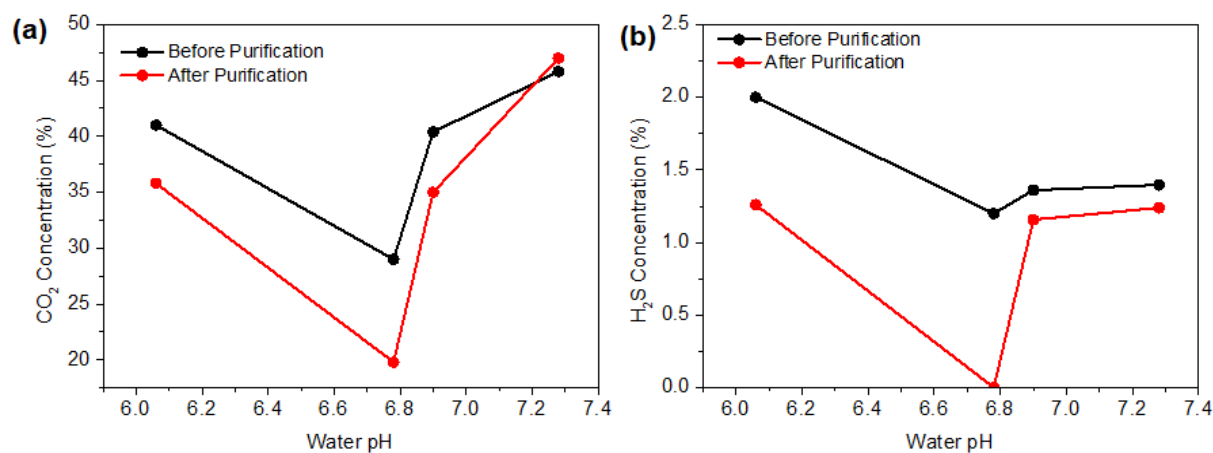 (a)
Before Purification
After Purification
CO₂ Concentration (%)
50
45
40
35
30
25
20
6.0 6.2 6.4 6.6 6.8 7.0 7.2 7.4
Water pH
(b)
Before Purification
After Purification
H₂S Concentration (%)
2.5
2.0
1.5
1.0
0.5
0.0
6.0 6.2 6.4 6.6 6.8 7.0 7.2 7.4
Water pH